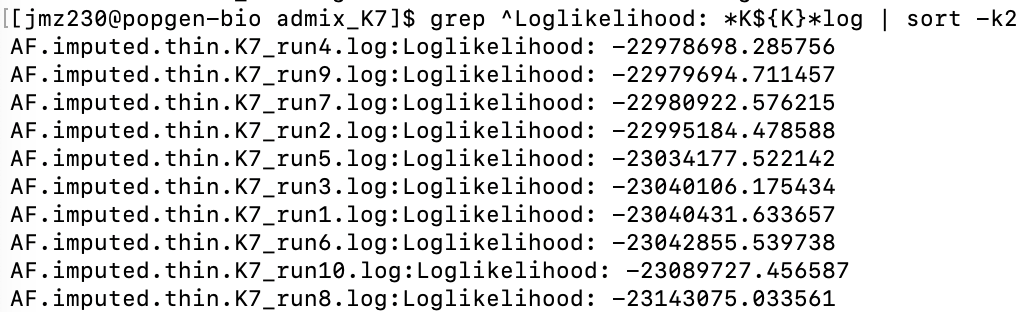 [[jmz230@popgen-bio admix_K7]$ grep ^Loglikelihood: *K${K}*log | sort -k2
AF.imputed.thin.K7_run4.log:Loglikelihood: -22978698.285756
AF.imputed.thin.K7_run9.log:Loglikelihood: -22979694.711457
AF.imputed.thin.K7_run7.log:Loglikelihood: -22980922.576215
AF.imputed.thin.K7_run2.log:Loglikelihood: -22995184.478588
AF.imputed.thin.K7_run5.log:Loglikelihood: -23034177.522142
AF.imputed.thin.K7_run3.log:Loglikelihood: -23040106.175434
AF.imputed.thin.K7_run1.log:Loglikelihood: -23040431.633657
AF.imputed.thin.K7_run6.log:Loglikelihood: -23042855.539738
AF.imputed.thin.K7_run10.log:Loglikelihood: -23089727.456587
AF.imputed.thin.K7_run8.log:Loglikelihood: -23143075.033561